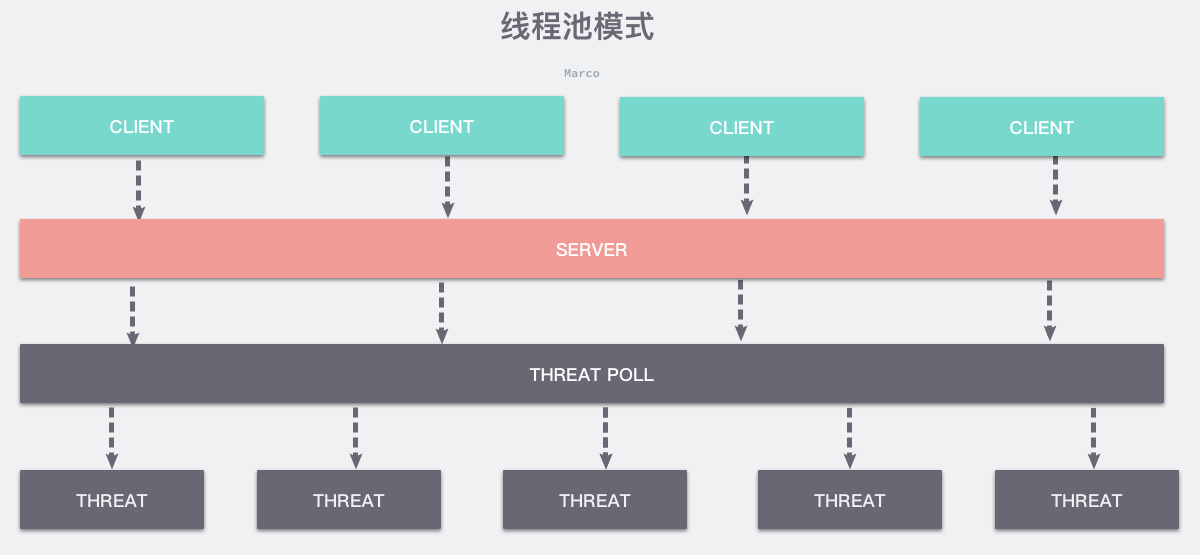 线程池模式
Marco
CLIENT CLIENT CLIENT CLIENT
SERVER
THREAT POLL
THREAT THREAT THREAT THREAT THREAT